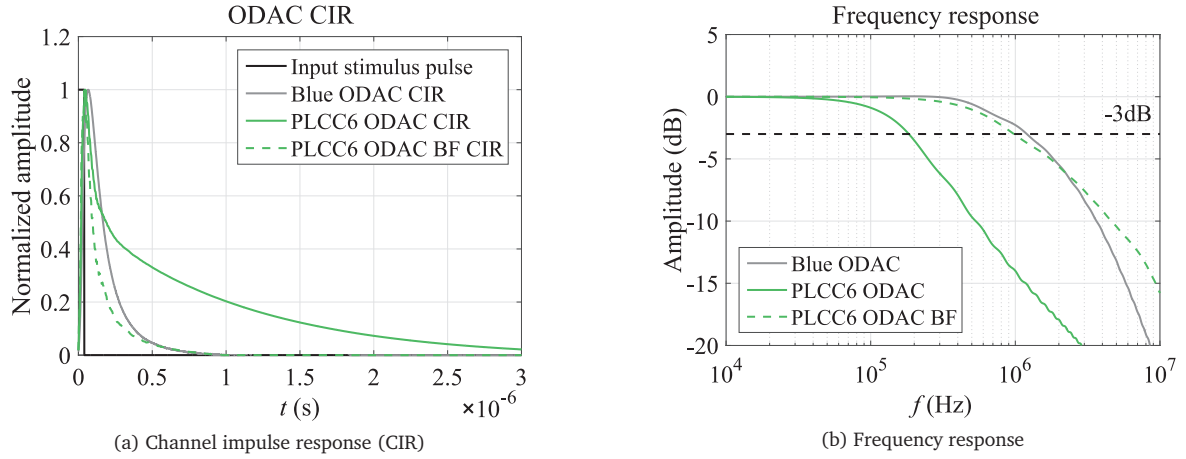 ODAC CIR
1.2
1
0.8
0.6
0.4
0.2
0
Normalized amplitude
Input stimulus pulse
Blue ODAC CIR
PLCC6 ODAC CIR
PLCC6 ODAC BF CIR
0 0.5 1 1.5 2 2.5 3
t (s)
×10^-6
(a) Channel impulse response (CIR)
Frequency response
5
0
-5
-10
-15
-20
Amplitude (dB)
-3dB
Blue ODAC
PLCC6 ODAC
PLCC6 ODAC BF
10^4 10^5 10^6 10^7
f (Hz)
(b) Frequency response